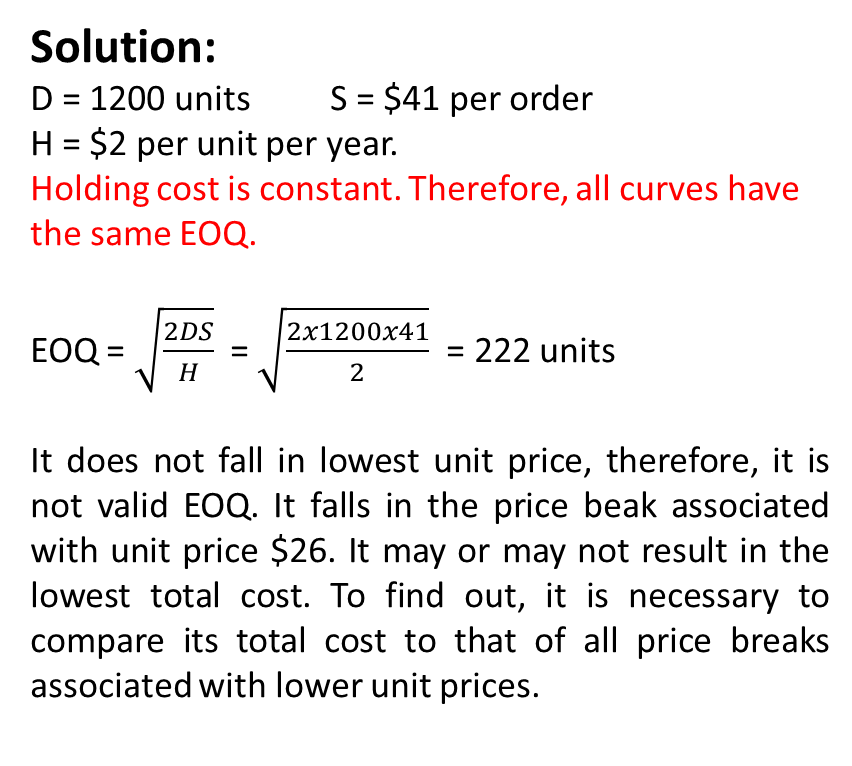 Solution:
D = 1200 units S = $41 per order
H = $2 per unit per year.
Holding cost is constant. Therefore, all curves have
the same EOQ.
EOQ = √(2DS/H) = √(2x1200x41/2) = 222 units
It does not fall in lowest unit price, therefore, it is
not valid EOQ. It falls in the price beak associated
with unit price $26. It may or may not result in the
lowest total cost. To find out, it is necessary to
compare its total cost to that of all price breaks
associated with lower unit prices.